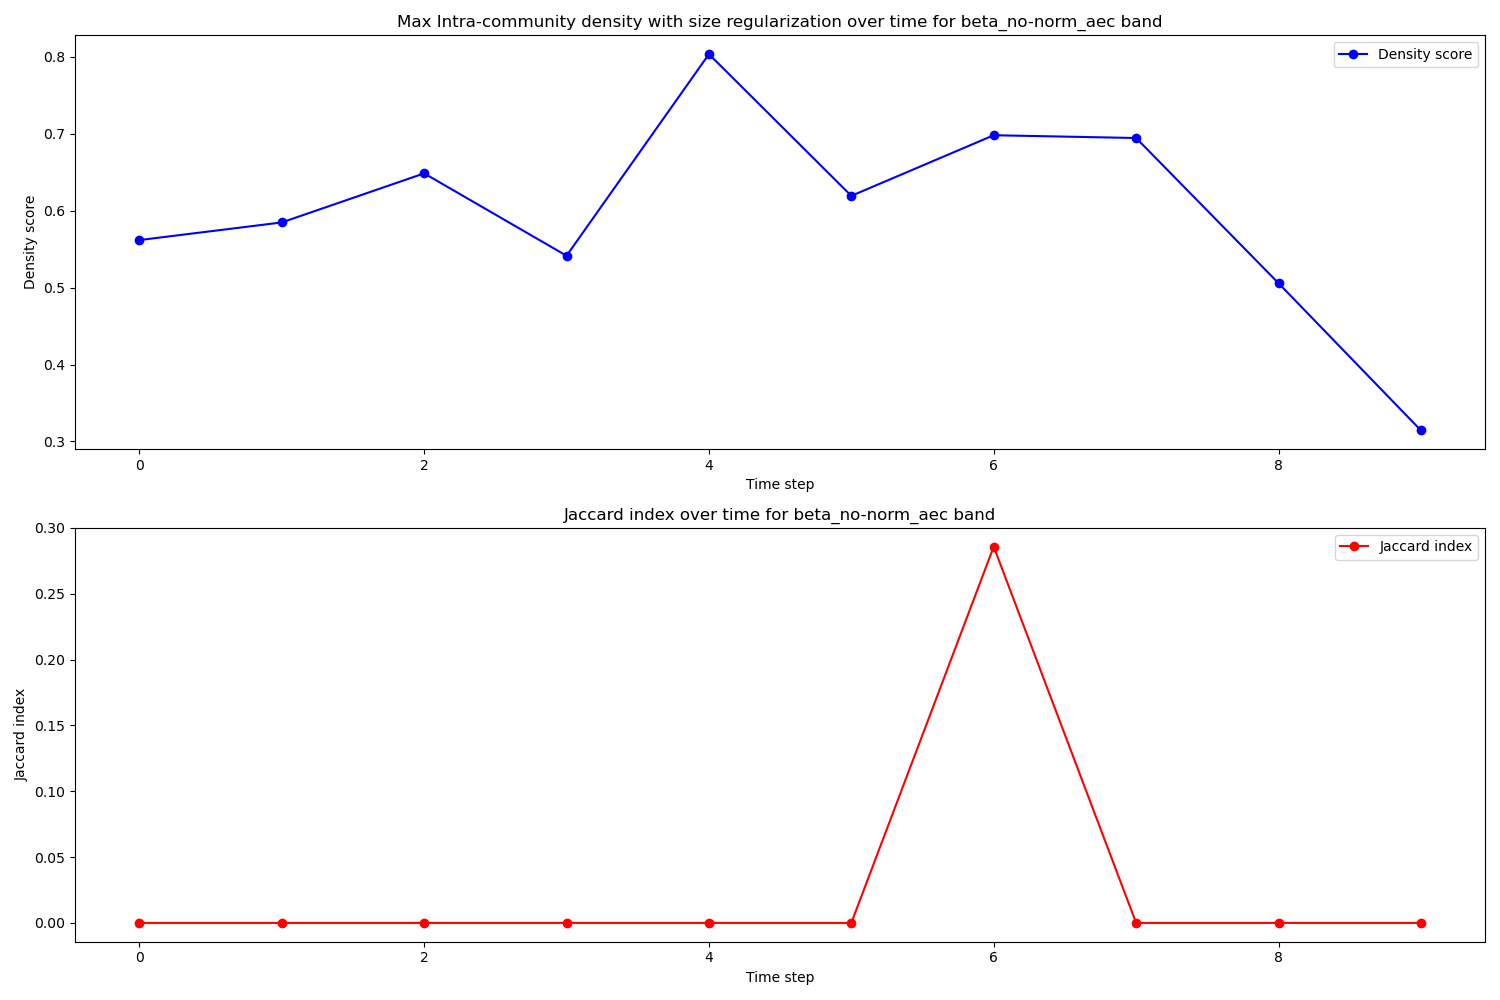 Max Intra-community density with size regularization over time for beta_no-norm_aec band
Density score
0.8
0.7
0.6
0.5
0.4
0.3
Density score
0
2
4
6
8
Time step
Jaccard index over time for beta_no-norm_aec band
Jaccard index
0.30
0.25
0.20
0.15
0.10
0.05
0.00
Jaccard index
0
2
4
6
8
Time step